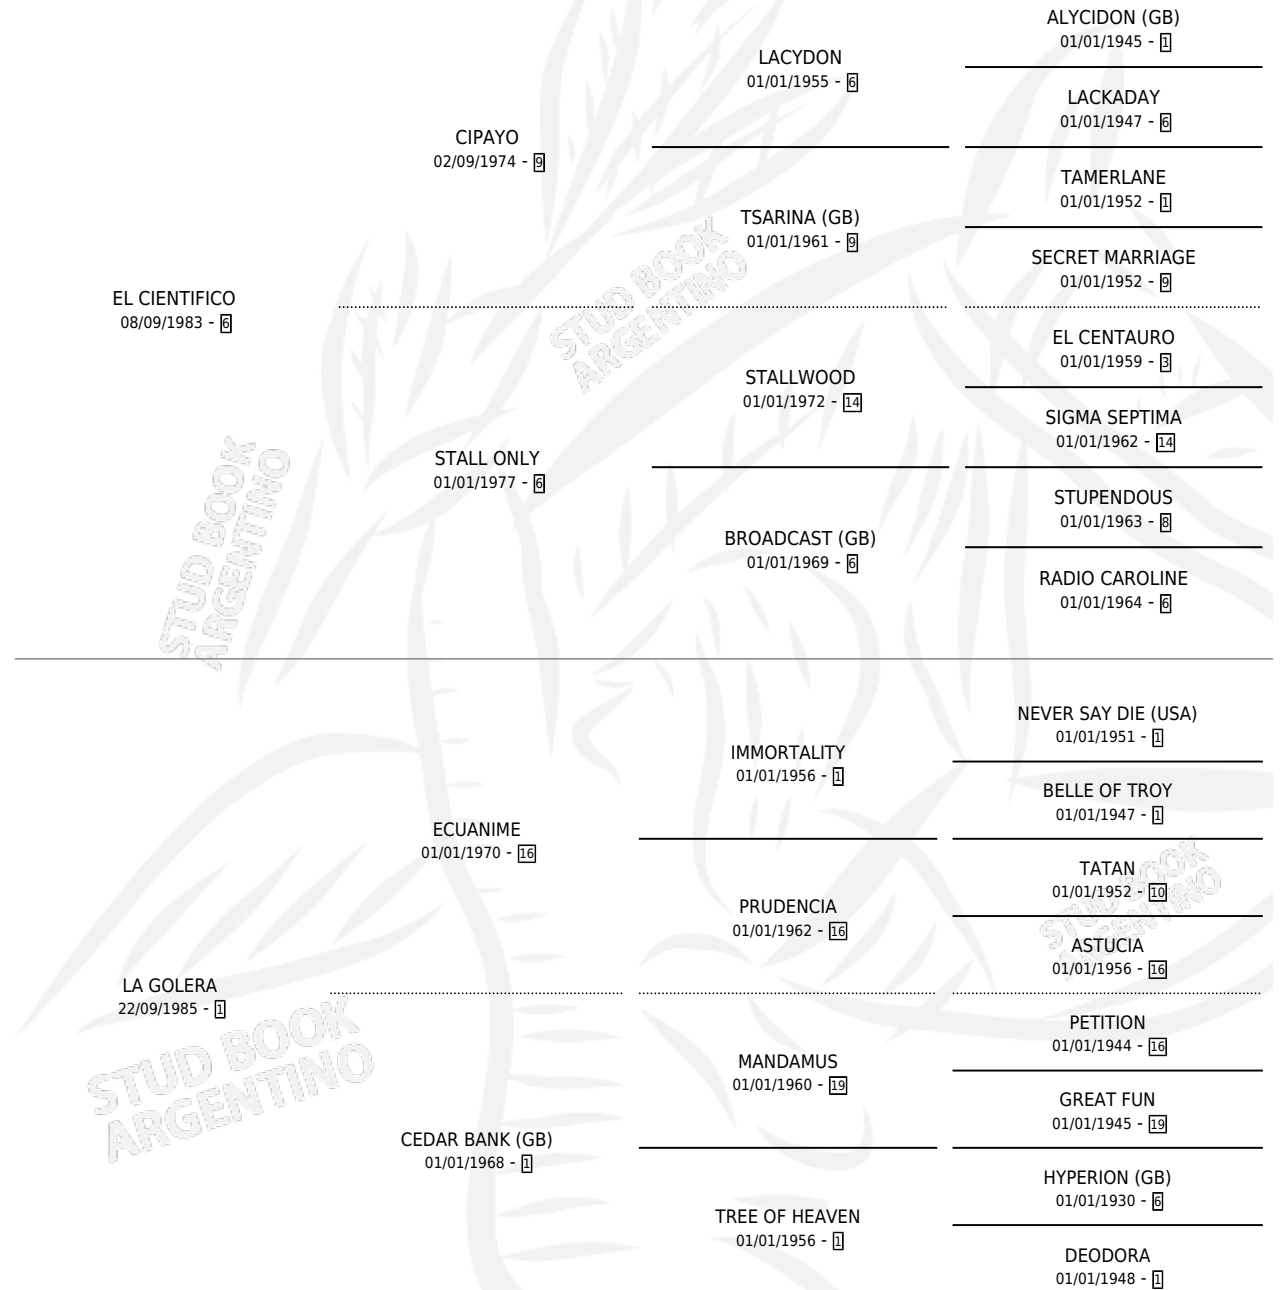 ALYCIDON (GB)
01/01/1945 - 1
LACYDON
01/01/1955 - 6
LACKADAY
01/01/1947 - 6
CIPAYO
02/09/1974 - 9
TAMERLANE
01/01/1952 - 1
TSARINA (GB)
01/01/1961 - 9
SECRET MARRIAGE
01/01/1952 - 9
EL CIENTIFICO
08/09/1983 - 6
EL CENTAURO
01/01/1959 - 3
STALLWOOD
01/01/1972 - 14
SIGMA SEPTIMA
01/01/1962 - 14
STALL ONLY
01/01/1977 - 6
STUPENDOUS
01/01/1963 - 8
BROADCAST (GB)
01/01/1969 - 6
RADIO CAROLINE
01/01/1964 - 6
NEVER SAY DIE (USA)
01/01/1951 - 1
IMMORTALITY
01/01/1956 - 1
BELLE OF TROY
01/01/1947 - 1
ECUANIME
01/01/1970 - 16
TATAN
01/01/1952 - 10
PRUDENCIA
01/01/1962 - 16
ASTUCIA
01/01/1956 - 16
LA GOLERA
22/09/1985 - 1
PETITION
01/01/1944 - 16
MANDAMUS
01/01/1960 - 19
GREAT FUN
01/01/1945 - 19
CEDAR BANK (GB)
01/01/1968 - 1
HYPERION (GB)
01/01/1930 - 6
TREE OF HEAVEN
01/01/1956 - 1
DEODORA
01/01/1948 - 1
STUD BOOK
ARGENTINO
STUD BOOK
ARGENTINO
STUD BOOK
ARGENTINO
STUD BOOK
ARGENTINO